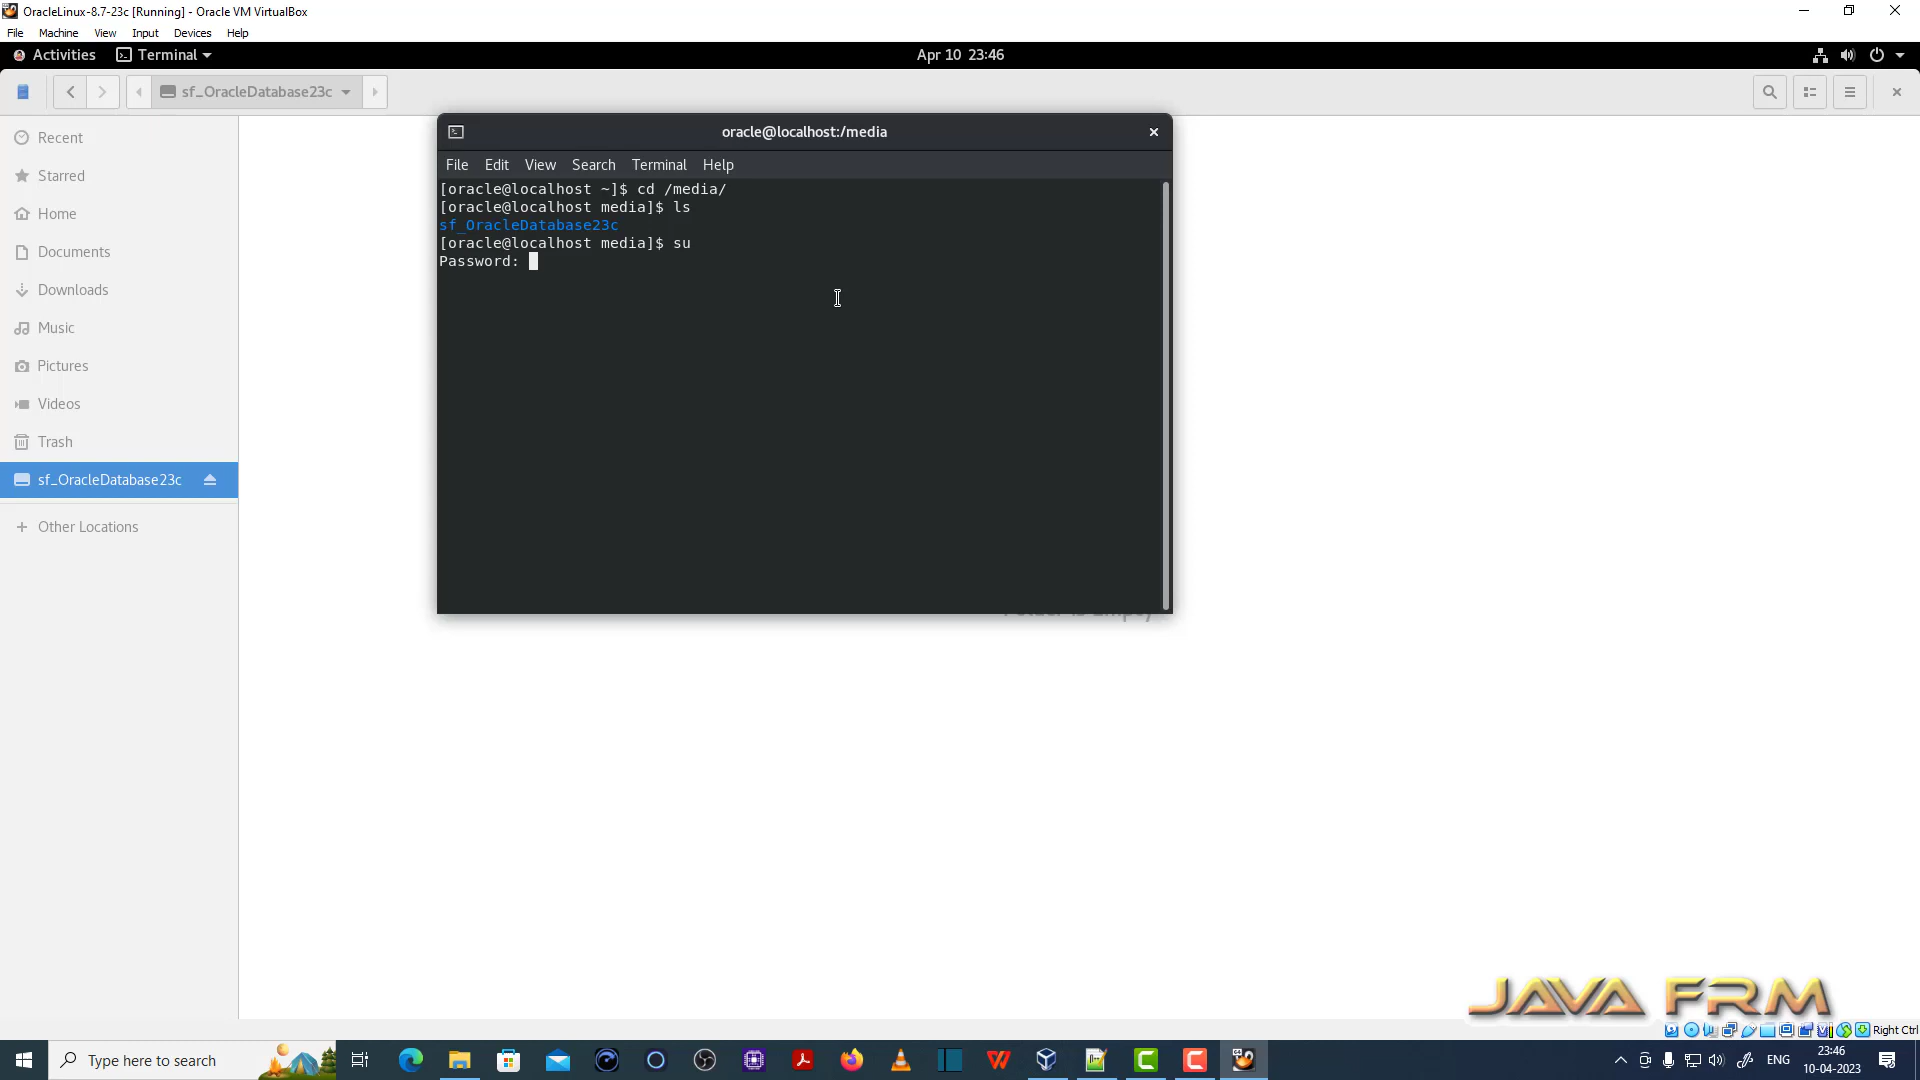 OracleLinux-8.7-23c [Running] - Oracle VM VirtualBox
File Machine View Input Devices Help
Activities Terminal Apr 10 23:46
sf_OracleDatabase23c
Recent
Starred
Home
Documents
Downloads
Music
Pictures
Videos
Trash
sf_OracleDatabase23c
+ Other Locations
oracle@localhost:/media
File Edit View Search Terminal Help
[oracle@localhost ~]$ cd /media/
[oracle@localhost media]$ ls
sf_OracleDatabase23c
[oracle@localhost media]$ su
Password:
Folder is Empty
JAVA FRM
Right Ctrl
Type here to search
ENG
23:46
10-04-2023